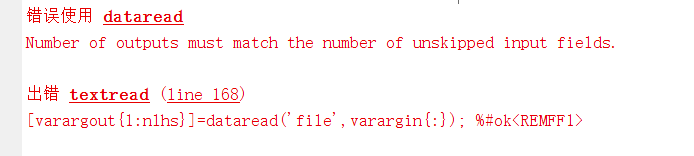 错误使用 dataread
Number of outputs must match the number of unskipped input fields.
出错 textread (line 168)
[varargout{1:nlhs}]=dataread('file',varargin{:}); %#ok<REMFF1>